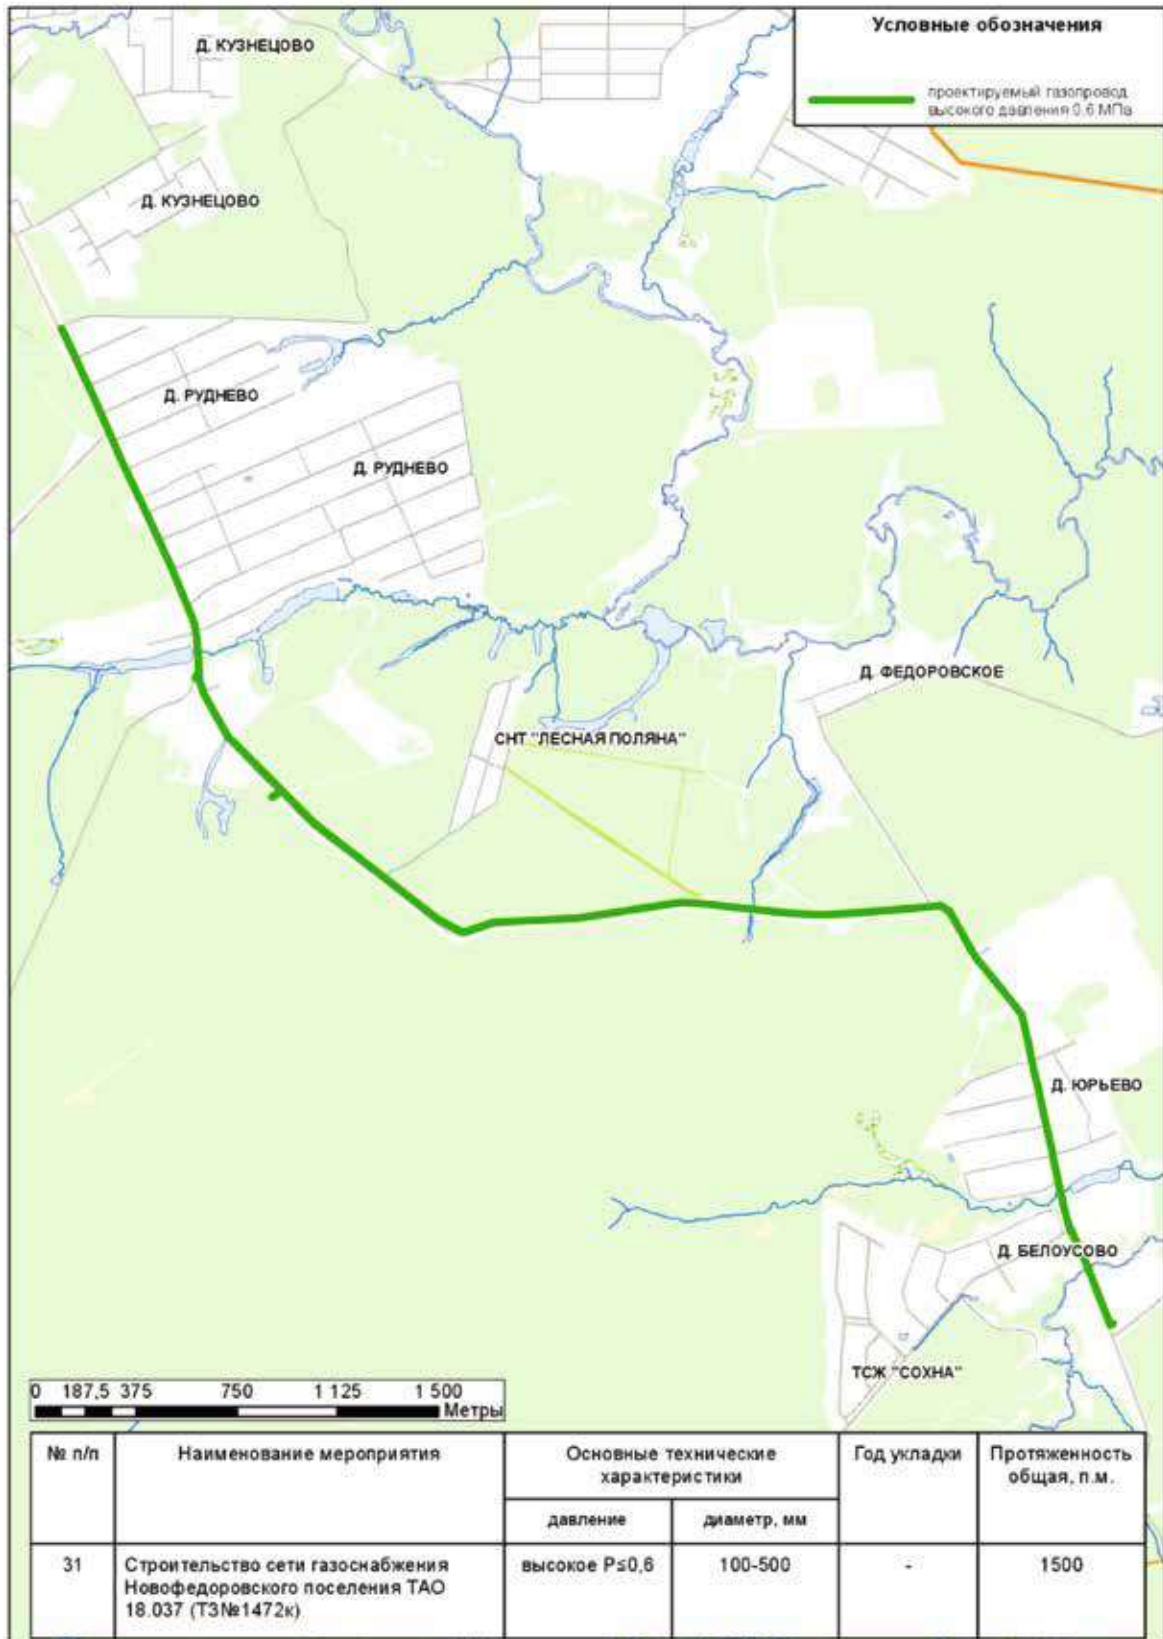 Условные обозначения
проектируемый газопровод
высокого давления 0.6 МПа
Д. КУЗНЕЦОВО
Д. КУЗНЕЦОВО
Д. РУДНЕВО
Д. РУДНЕВО
Д. ФЕДОРОВСКОЕ
СНТ "ЛЕСНАЯ ПОЛЯНА"
Д. ЮРЬЕВО
Д. БЕЛОУСОВО
ТСЖ "СОХНА"
0 187,5 375 750 1 125 1 500
Метры
№ п/п
Наименование мероприятия
Основные технические
характеристики
Год укладки
Протяженность
общая, п.м.
давление
диаметр, мм
31
Строительство сети газоснабжения
Новофедоровского поселения ТАО
18.037 (ТЗ№1472к)
высокое Р≤0,6
100-500
-
1500